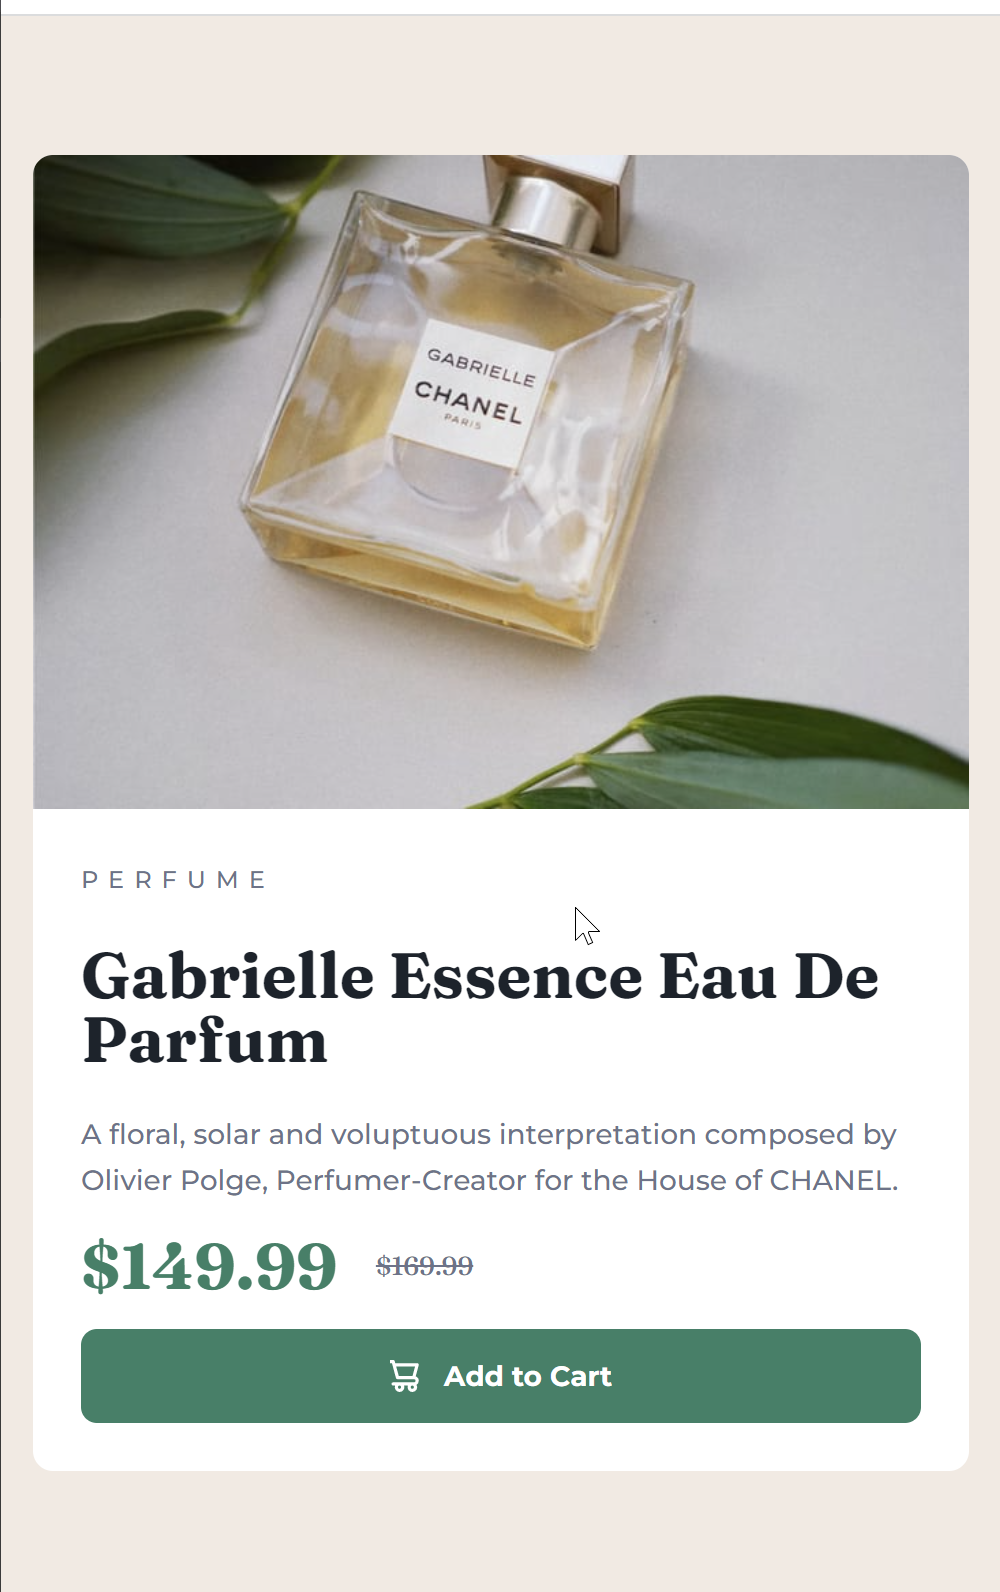 GABRIELLE
CHANEL
PARIS
PERFUME
Gabrielle Essence Eau De
Parfum
A floral, solar and voluptuous interpretation composed by
Olivier Polge, Perfumer-Creator for the House of CHANEL.
$149.99 $169.99
Add to Cart